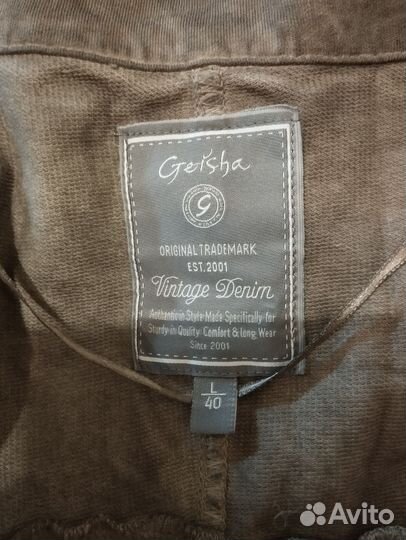 Geisha
G
ORIGINAL TRADEMARK
EST.2001
Vintage Denim
Authentic in Style-Made Specifically for
Sturdy in Quality Comfort & long Wear
Since 2001
L
40
Avito